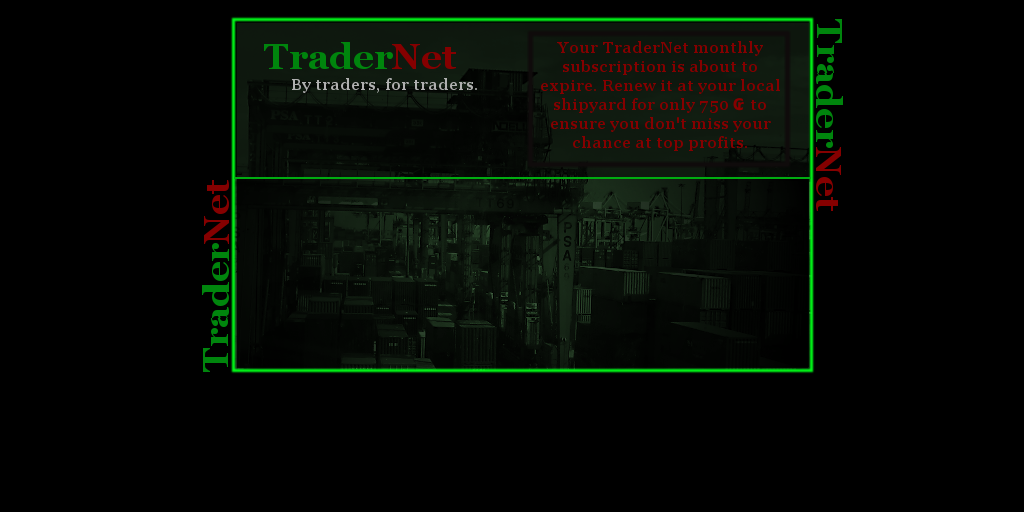 TraderNet
By traders, for traders.
Your TraderNet monthly
subscription is about to
expire. Renew it at your local
shipyard for only 750 ₢ to
ensure you don't miss your
chance at top profits.
TraderNet
TraderNet
PSA